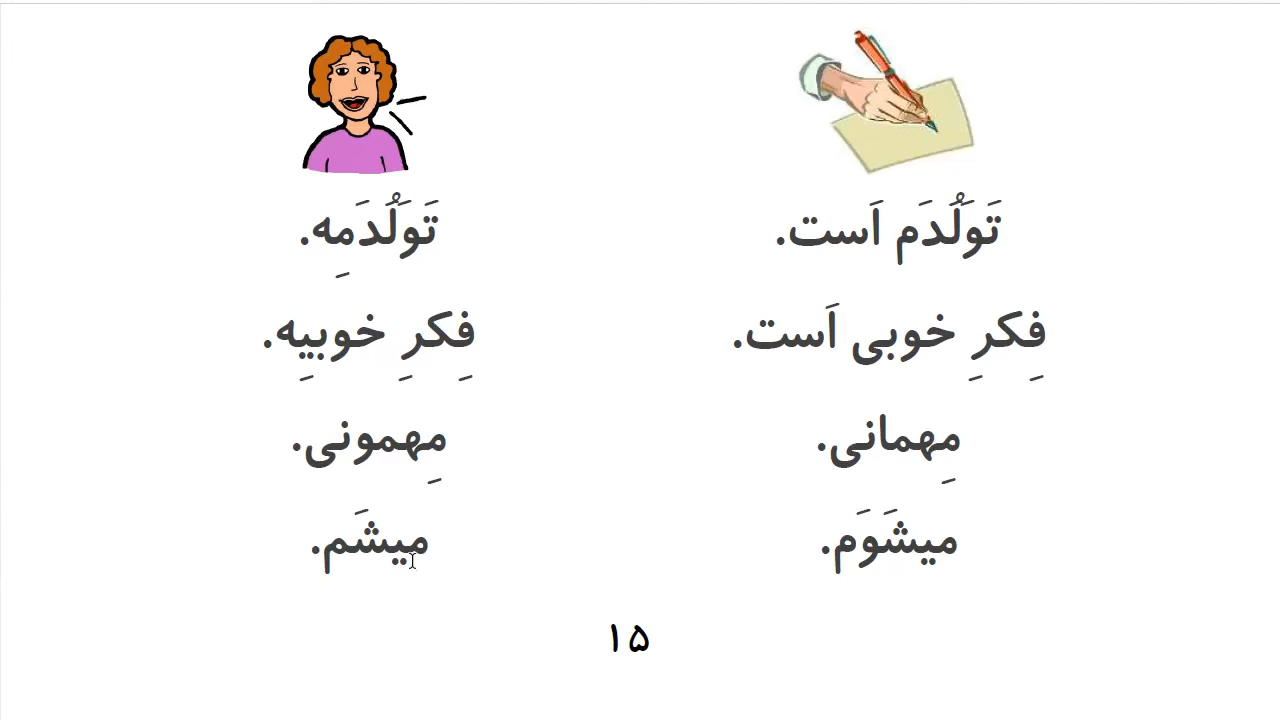 تَوَلُّدَم اَست. تَوَلُّدَمِه.
فِکرِ خوبی اَست. فِکرِ خوبیِه.
مِهمانی. مِهمونی.
میشَوَم. میشَم.
۱۵